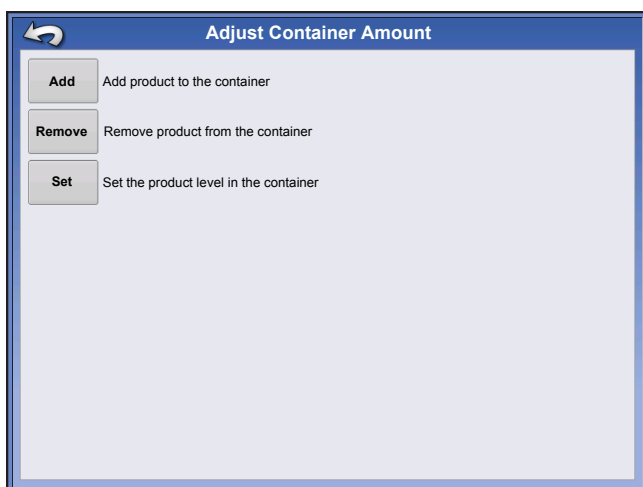 Adjust Container Amount
Add Add product to the container
Remove Remove product from the container
Set Set the product level in the container